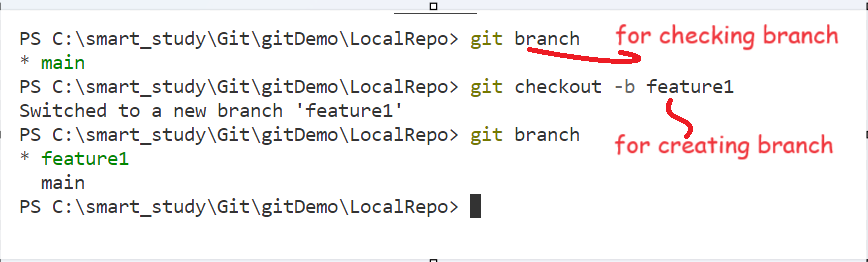 PS C:\smart_study\Git\gitDemo\LocalRepo> git branch for checking branch
* main
PS C:\smart_study\Git\gitDemo\LocalRepo> git checkout -b feature1
Switched to a new branch 'feature1'
PS C:\smart_study\Git\gitDemo\LocalRepo> git branch for creating branch
* feature1
  main
PS C:\smart_study\Git\gitDemo\LocalRepo>